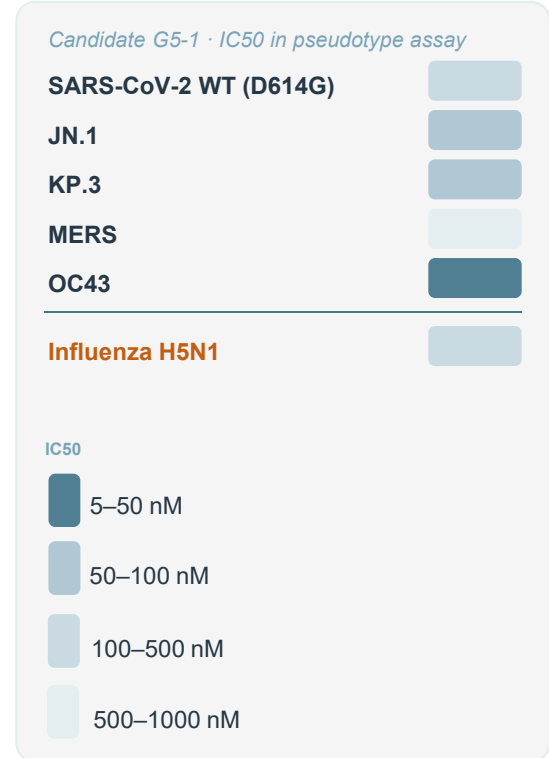 Candidate G5-1 · IC50 in pseudotype assay
SARS-CoV-2 WT (D614G)
JN.1
KP.3
MERS
OC43
Influenza H5N1
IC50
5–50 nM
50–100 nM
100–500 nM
500–1000 nM